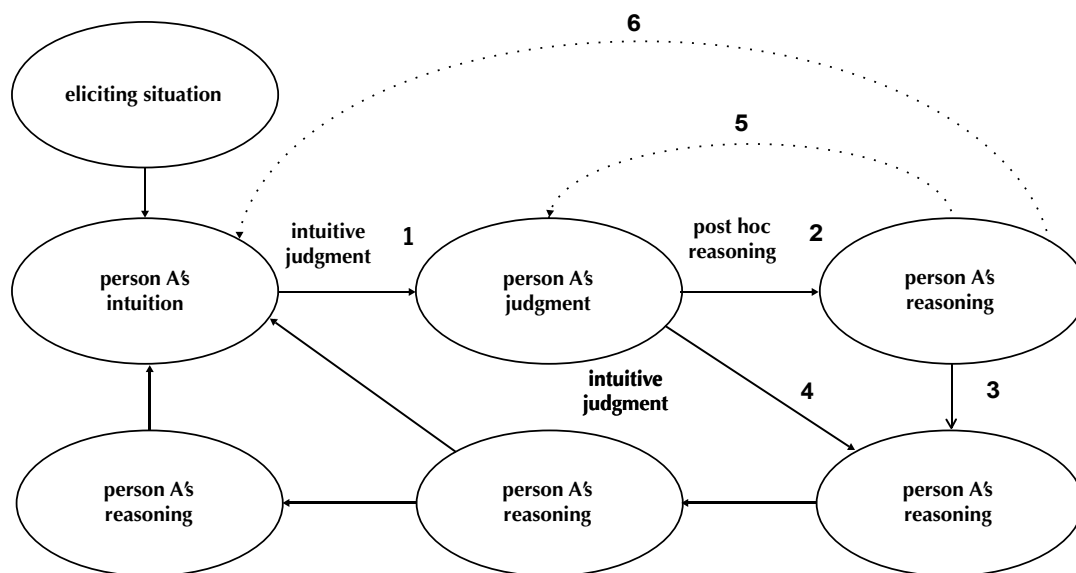 6
eliciting situation
5
intuitive
judgment
1
post hoc
reasoning
2
person A's
intuition
person A's
judgment
person A's
reasoning
intuitive
judgment
4
3
person A's
reasoning
person A's
reasoning
person A's
reasoning